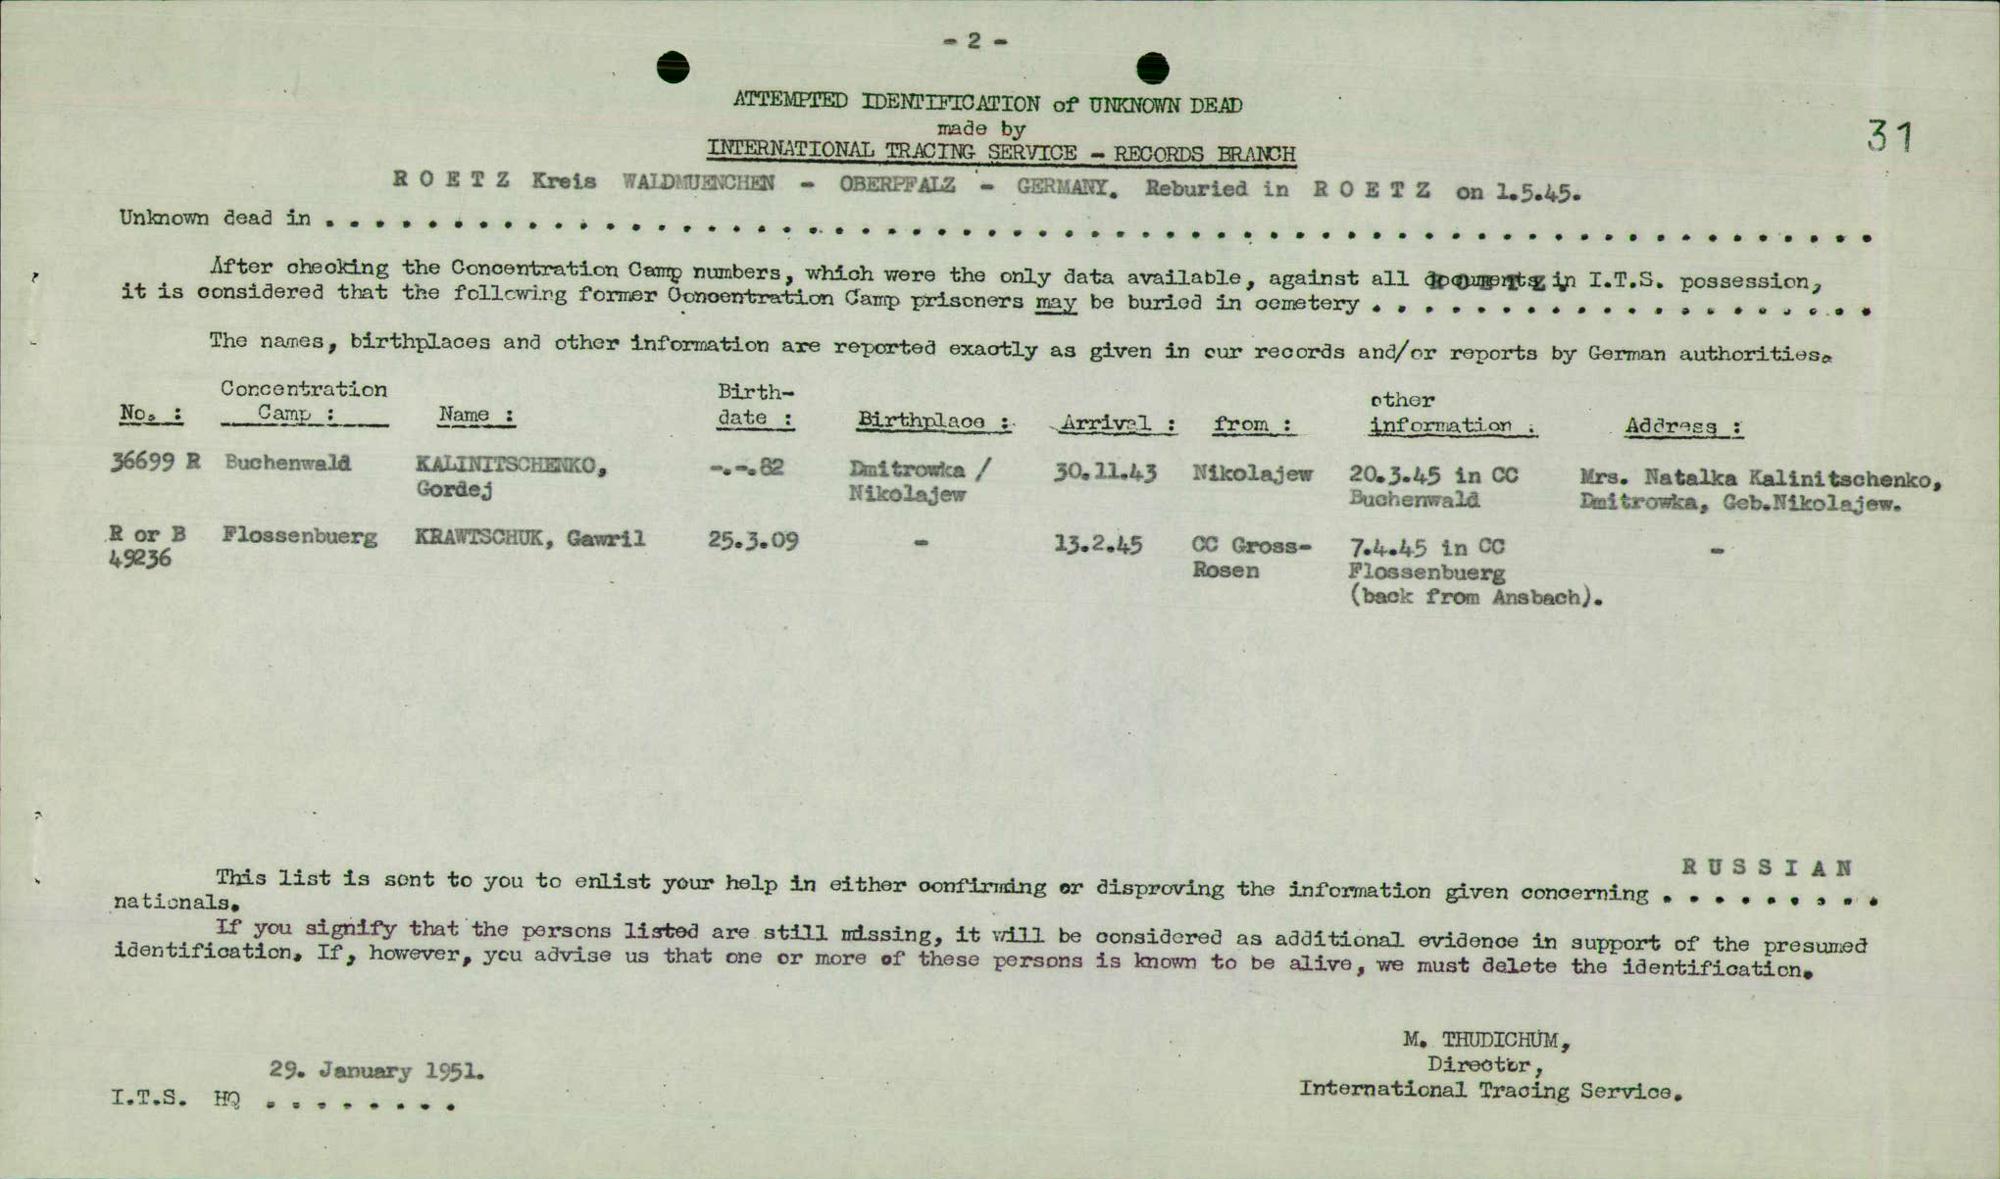 - 2 -
ATTEMPTED IDENTIFICATION of UNKNOWN DEAD
made by
31
INTERNATIONAL TRACING SERVICE - RECORDS BRANCH
R O E T Z Kreis WALDMUENCHEN - OBERPFALZ - GERMANY. Reburied in R O E T Z on 1.5.45.
Unknown dead in . . . . . . . . . . . . . . . . . . . . . . . . . . . . . . . . . . . . . . . . . . . . . . . . . . . . . . . . . . . . .
After checking the Concentration Camp numbers, which were the only data available, against all documents in I.T.S. possession,
it is considered that the following former Concentration Camp prisoners may be buried in cemetery . . . . . . . . . . . . . . . . . . . .
The names, birthplaces and other information are reported exactly as given in our records and/or reports by German authorities.
No. : Concentration Camp : Name : Birth- date : Birthplace : Arrival : from : other information : Address :
36699 R Buchenwald KALINITSCHENKO, -.-.82 Dmitrowka / 30.11.43 Nikolajew 20.3.45 in CC Mrs. Natalka Kalinitschenko,
Gordej Nikolajew Buchenwald Dmitrowka, Geb.Nikolajew.
R or B Flossenbuerg KRAWTSCHUK, Gawril 25.3.09 - 13.2.45 CC Gross- 7.4.45 in CC -
49236 Rosen Flossenbuerg
(back from Ansbach).
R U S S I A N
This list is sent to you to enlist your help in either confirming or disproving the information given concerning . . . . . . . . .
nationals.
If you signify that the persons listed are still missing, it will be considered as additional evidence in support of the presumed
identification. If, however, you advise us that one or more of these persons is known to be alive, we must delete the identification.
M. THUDICHUM,
Director,
International Tracing Service.
29. January 1951.
I.T.S. HQ . . . . . . . .